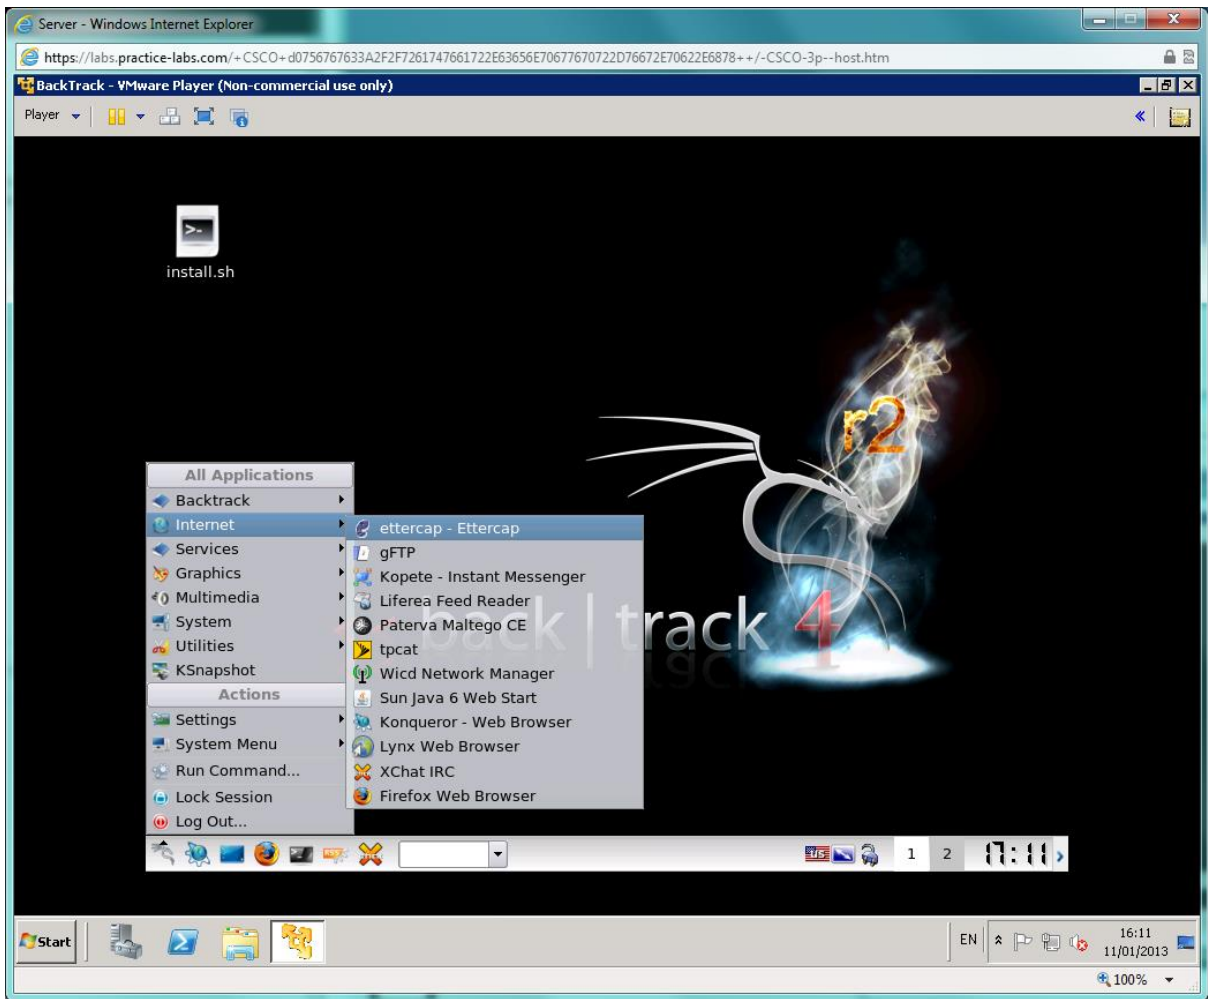 Server - Windows Internet Explorer
https://labs.practice-labs.com/+CSCO+d0756767633A2F2F7261747661722E63656E70677670722D76672E70622E6878++/-CSCO-3p--host.htm
BackTrack - VMware Player (Non-commercial use only)
Player
install.sh
r2
back | track 4
All Applications
Backtrack
Internet
Services
Graphics
Multimedia
System
Utilities
KSnapshot
Actions
Settings
System Menu
Run Command...
Lock Session
Log Out...
ettercap - Ettercap
gFTP
Kopete - Instant Messenger
Liferea Feed Reader
Paterva Maltego CE
tpcat
Wicd Network Manager
Sun Java 6 Web Start
Konqueror - Web Browser
Lynx Web Browser
XChat IRC
Firefox Web Browser
US
1 2 17:11
Start
EN
16:11
11/01/2013
100%